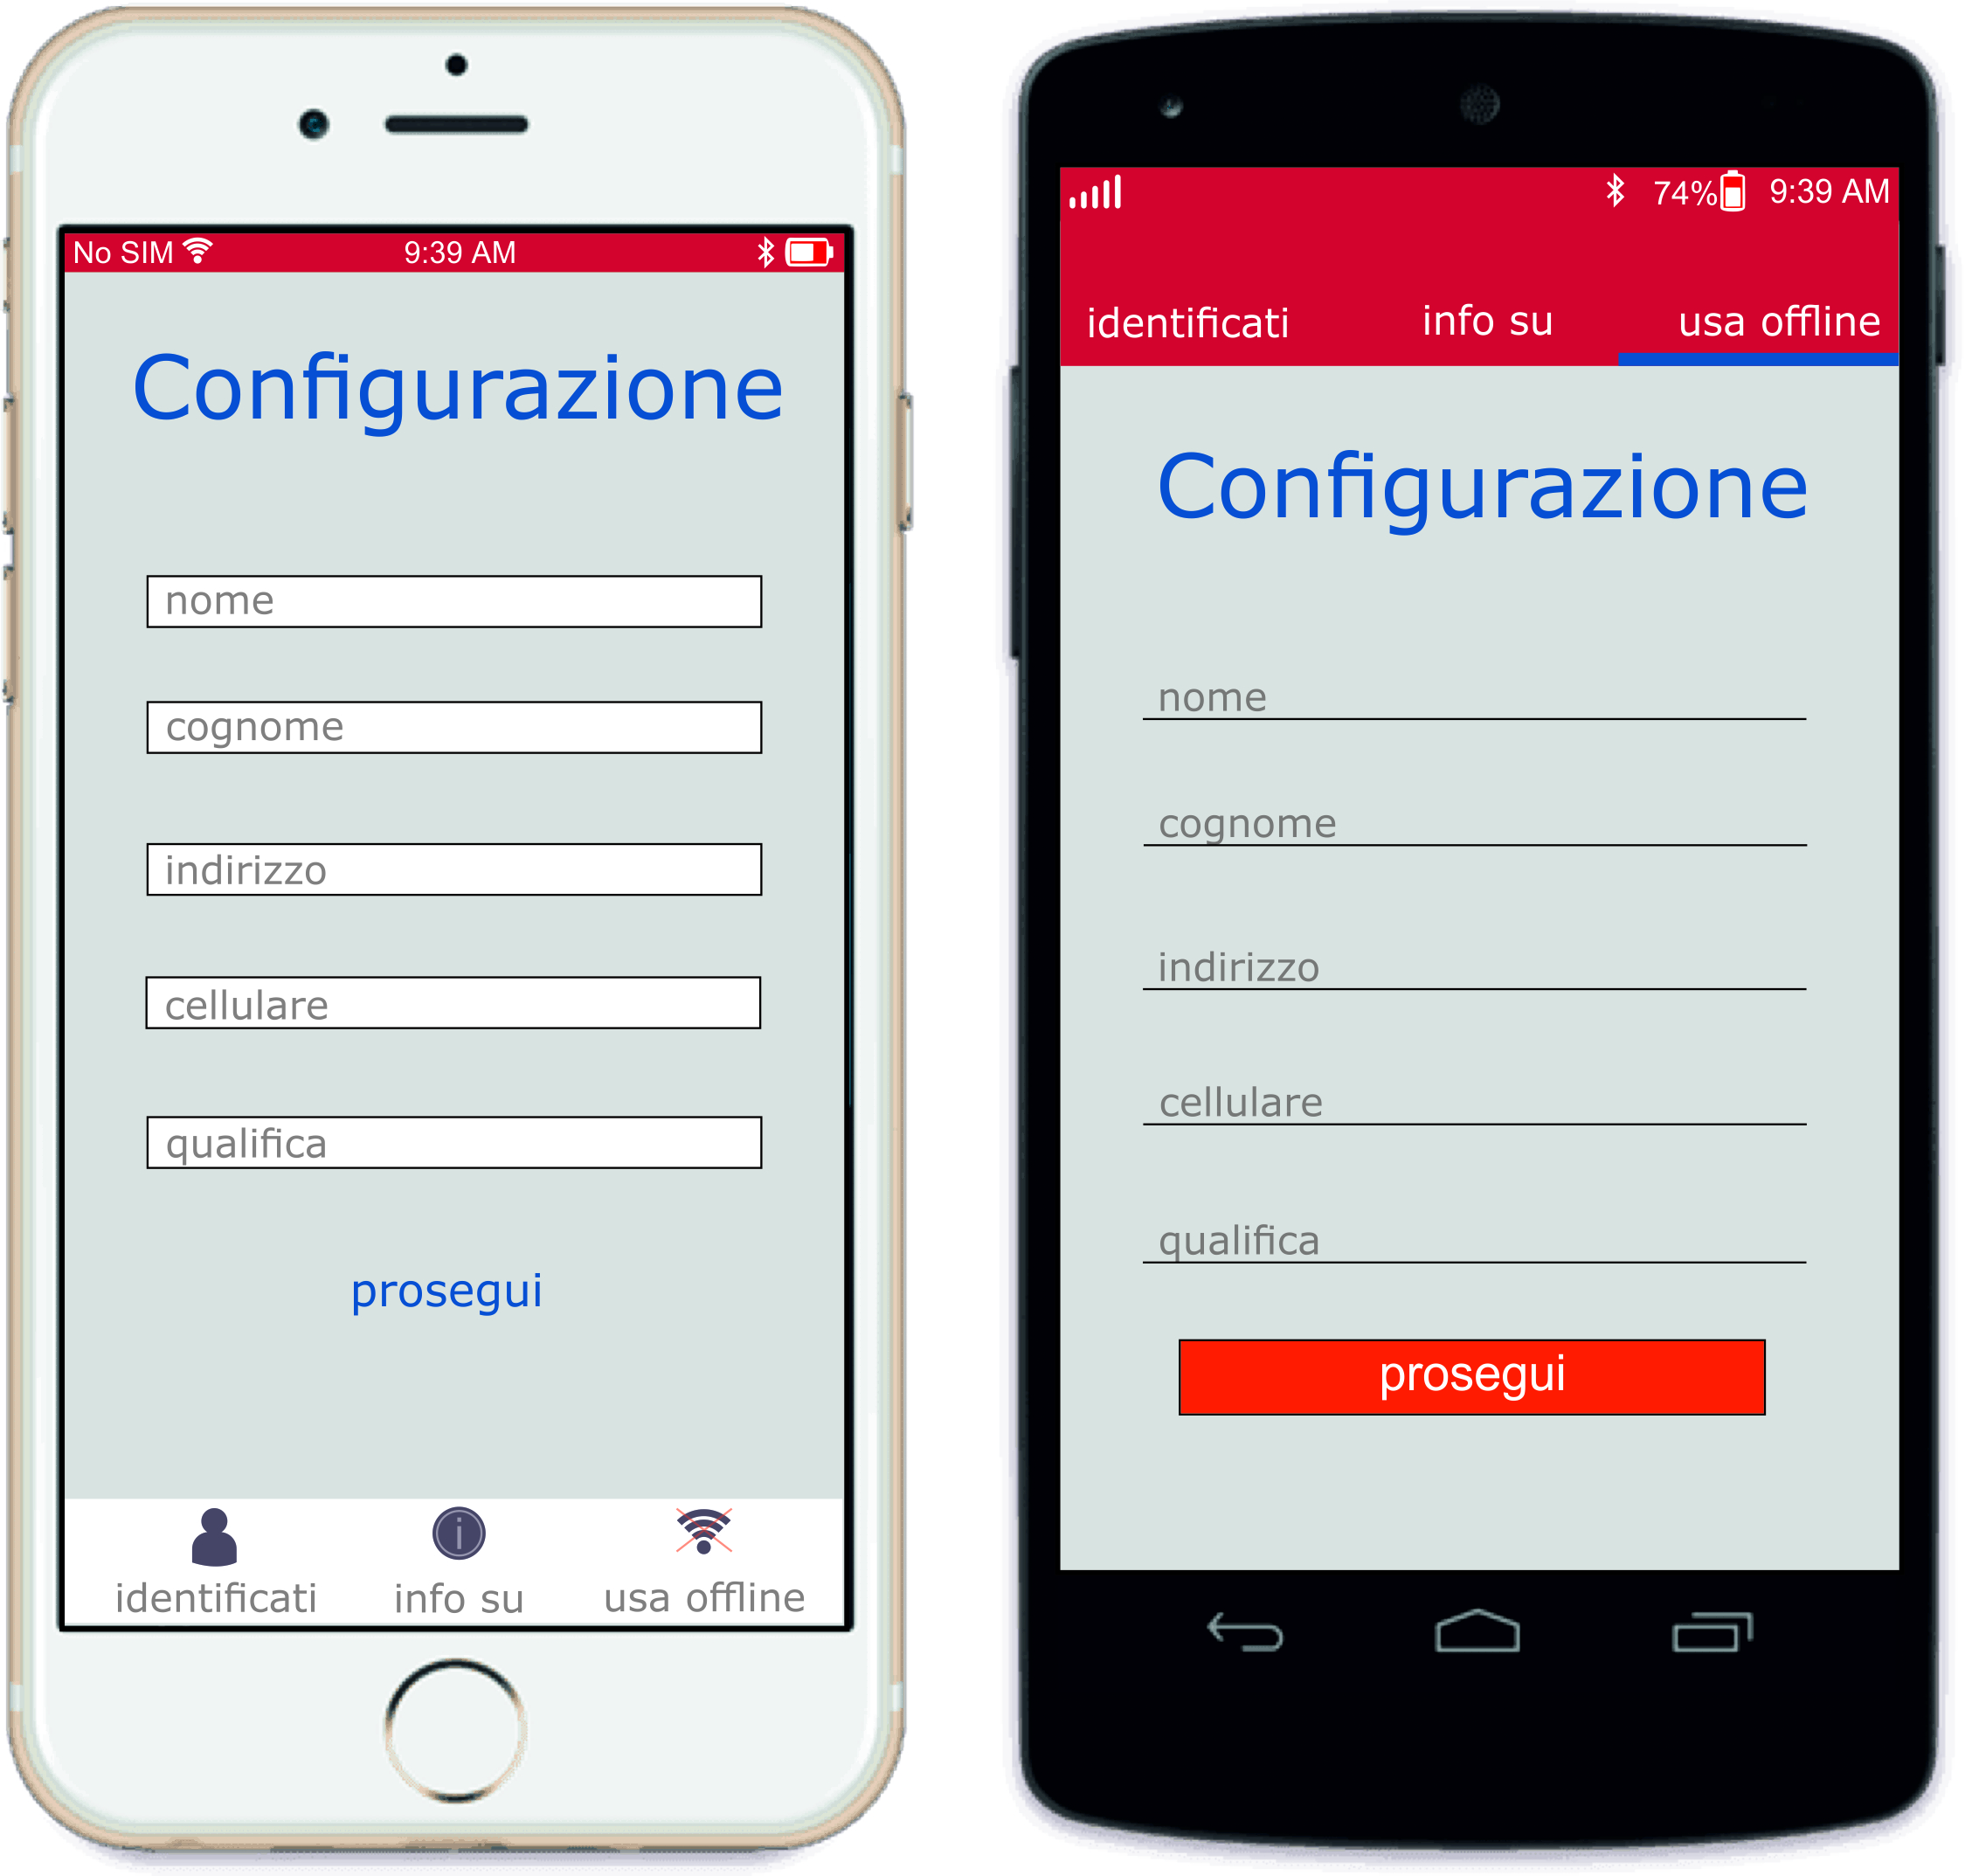 No SIM 9:39 AM
Configurazione
nome
cognome
indirizzo
cellulare
qualifica
prosegui
identificati info su usa offline
74% 9:39 AM
identificati info su usa offline
Configurazione
nome
cognome
indirizzo
cellulare
qualifica
prosegui